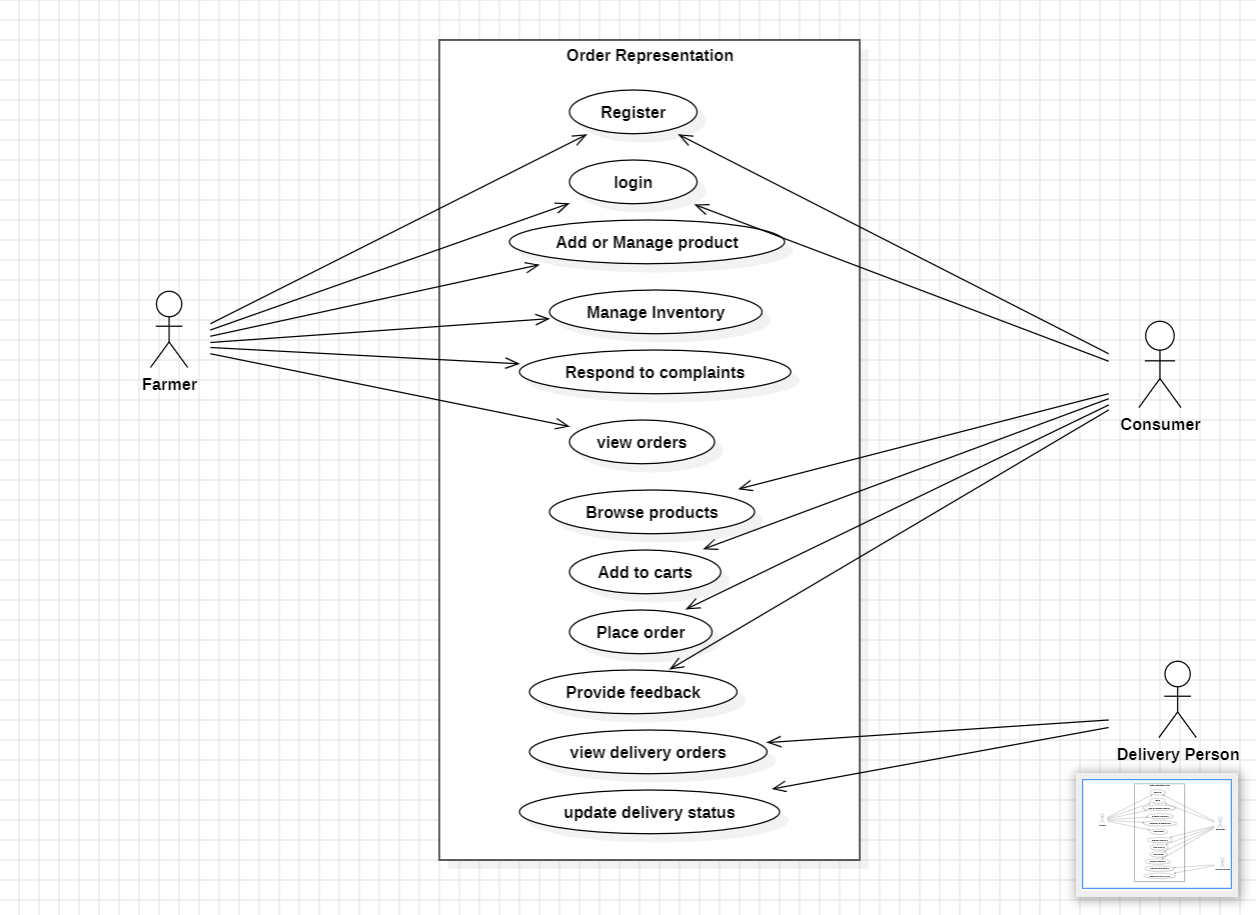 Order Representation
Register
login
Add or Manage product
Manage Inventory
Respond to complaints
Farmer
view orders
Consumer
Browse products
Add to carts
Place order
Provide feedback
view delivery orders
Delivery Person
update delivery status